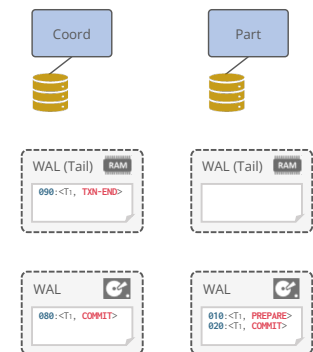 Coord
Part
WAL (Tail) RAM
WAL (Tail) RAM
090:<T₁, TXN-END>
WAL
WAL
080:<T₁, COMMIT>
010:<T₁, PREPARE>
020:<T₁, COMMIT>